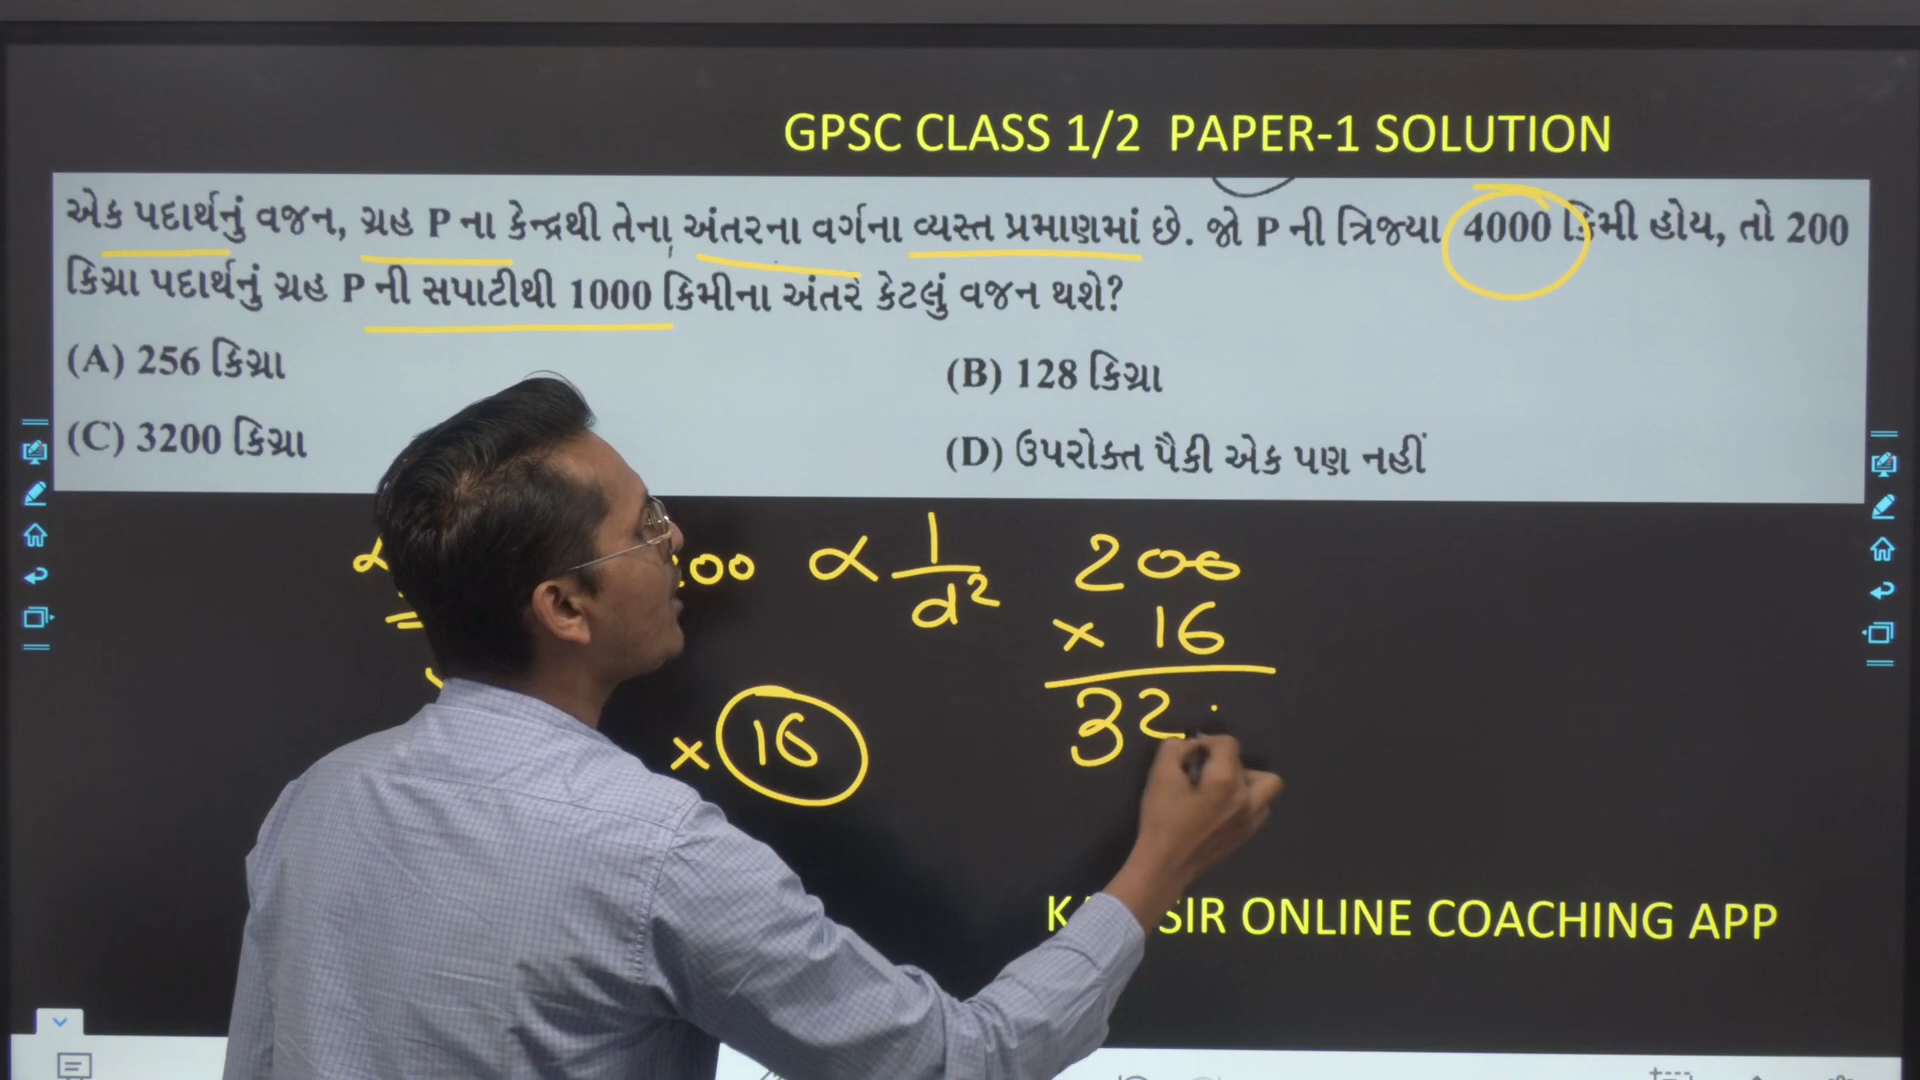 GPSC CLASS 1/2 PAPER-1 SOLUTION
એક પદાર્થનું વજન, ગ્રહ P ના કેન્દ્રથી તેના અંતરના વર્ગના વ્યસ્ત પ્રમાણમાં છે. જો P ની ત્રિજ્યા 4000 કિમી હોય, તો 200
કિગ્રા પદાર્થનું ગ્રહ P ની સપાટીથી 1000 કિમીના અંતરે કેટલું વજન થશે?
(A) 256 કિગ્રા
(B) 128 કિગ્રા
(C) 3200 કિગ્રા
(D) ઉપરોક્ત પૈકી એક પણ નહીં
∝ 1/d²
200
× 16
32
× 16
SIR ONLINE COACHING APP